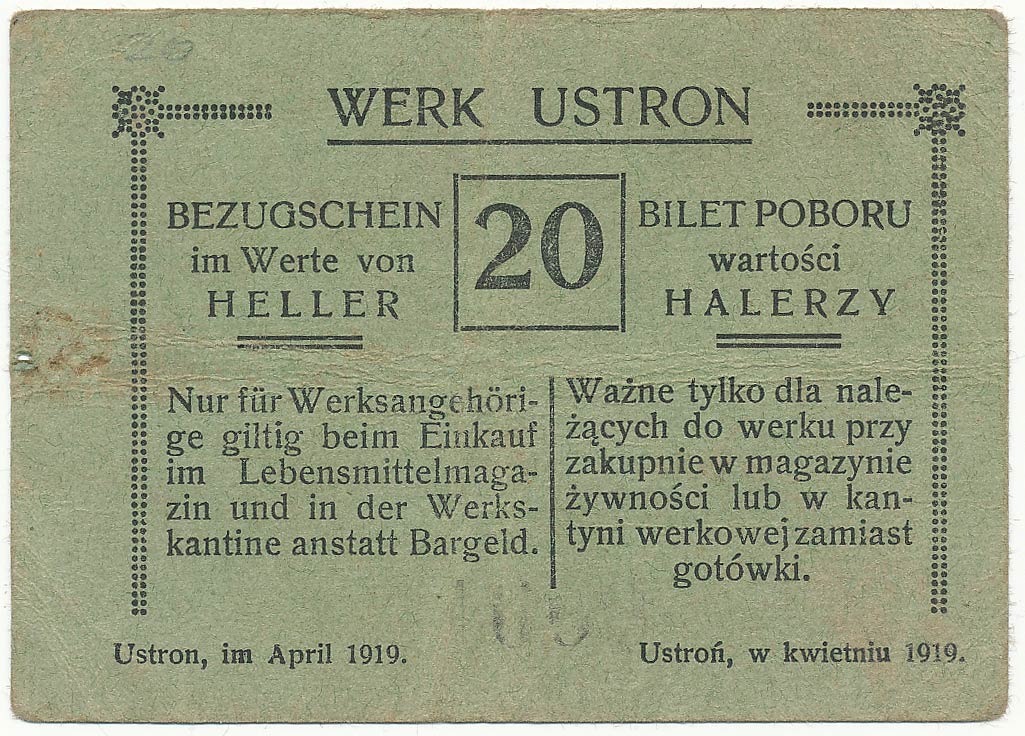 20
WERK USTRON
BEZUGSCHEIN
im Werte von
HELLER
20
BILET POBORU
wartości
HALERZY
Nur für Werksangehöri-
ge giltig beim Einkauf
im Lebensmittelmaga-
zin und in der Werks-
kantine anstatt Bargeld.
Ważne tylko dla nale-
żących do werku przy
zakupnie w magazynie
żywności lub w kan-
tyni werkowej zamiast
gotówki.
Ustron, im April 1919.
Ustroń, w kwietniu 1919.